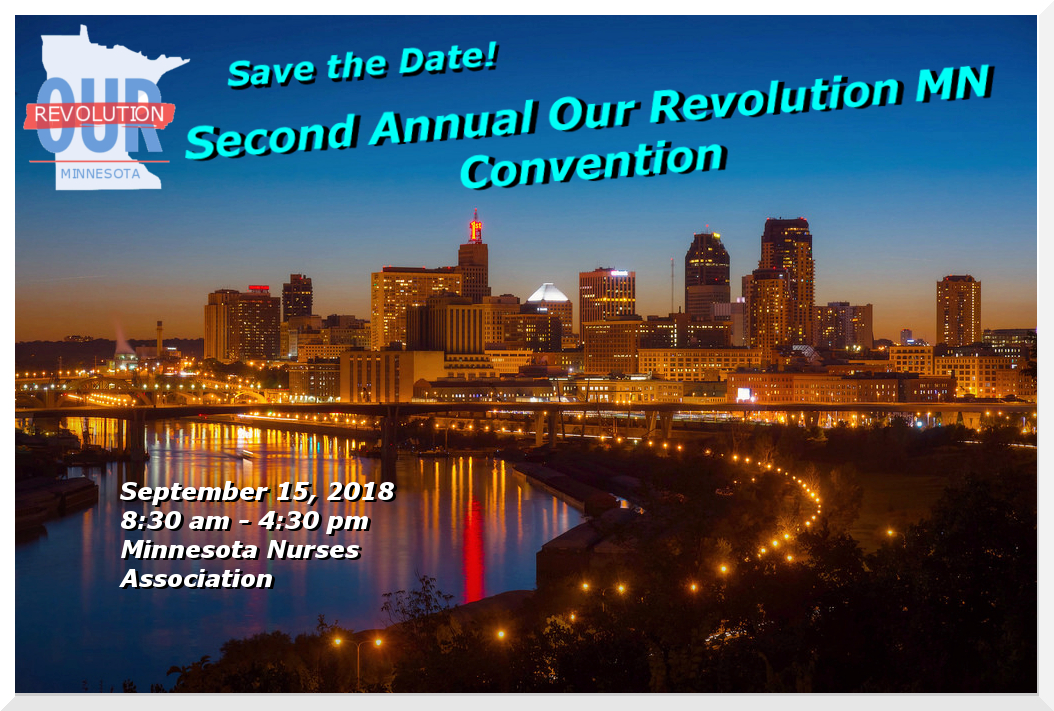 OUR
REVOLUTION
MINNESOTA
Save the Date!
Second Annual Our Revolution MN
Convention
1st
September 15, 2018
8:30 am – 4:30 pm
Minnesota Nurses
Association